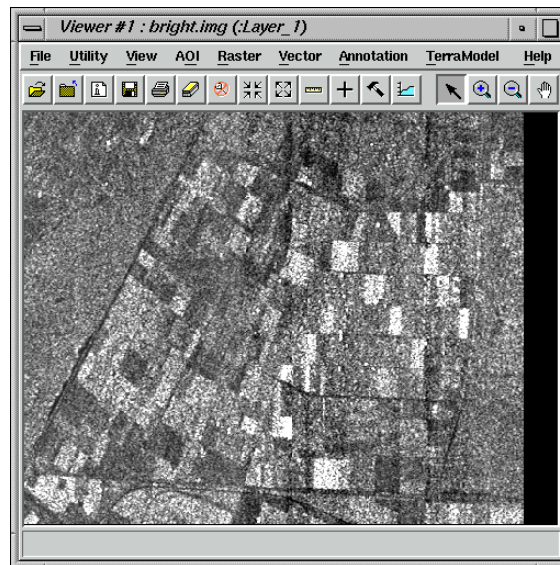 Viewer #1 : bright.img (:Layer_1)
File Utility View AOI Raster Vector Annotation TerraModel Help